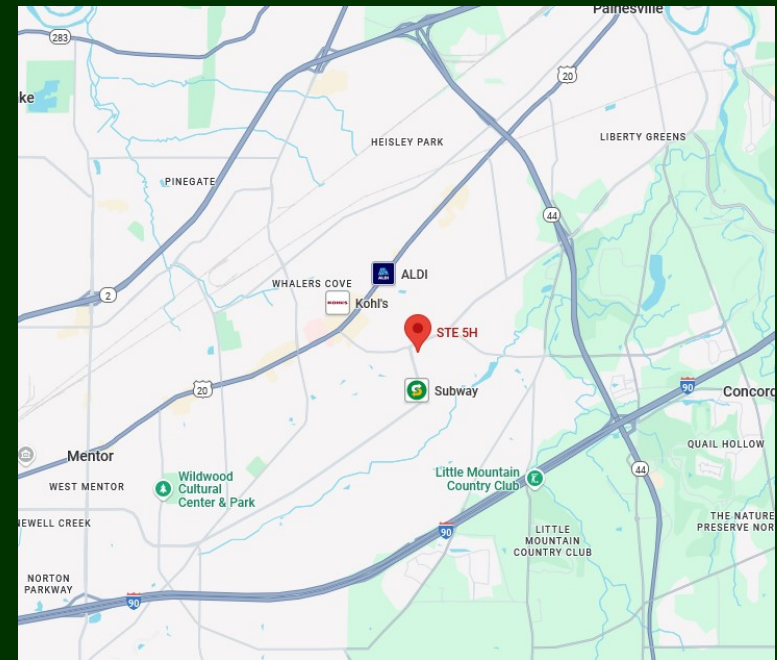 Painesville
283
20
ke
HEISLEY PARK
LIBERTY GREENS
PINEGATE
44
ALDI
ALDI
WHALERS COVE
2
KOHL'S
Kohl's
STE 5H
20
Subway
90
Concord
QUAIL HOLLOW
Mentor
44
WEST MENTOR
Wildwood
Cultural
Center & Park
Little Mountain
Country Club
NEWELL CREEK
THE NATURE
PRESERVE NOR
90
LITTLE
MOUNTAIN
COUNTRY CLUB
NORTON
PARKWAY
90